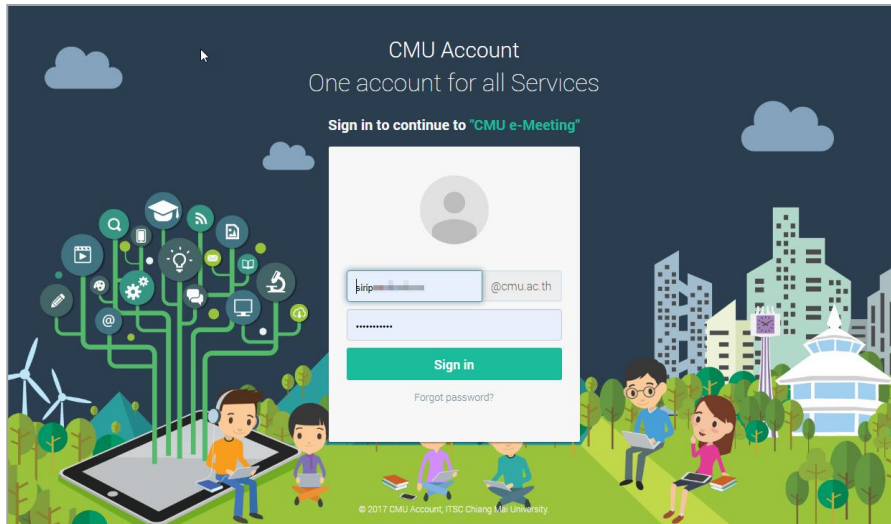 CMU Account
One account for all Services
Sign in to continue to "CMU e-Meeting"
@cmu.ac.th
Sign in
Forgot password?
© 2017 CMU Account, ITSC Chiang Mai University.